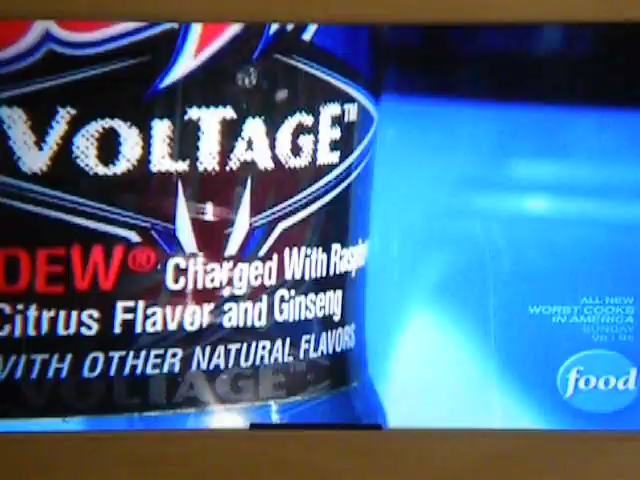 VOLTAGE™
DEW® Charged With
Citrus Flavor and Ginseng
WITH OTHER NATURAL FLAVORS
VOLTAGE
ALL NEW
WORST COOKS
IN AMERICA
SUNDAY
food